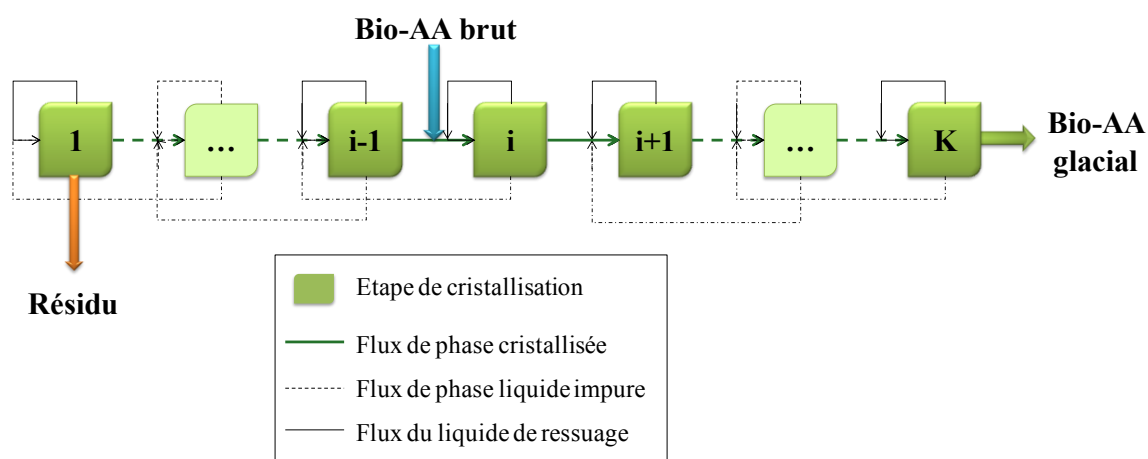 Bio-AA brut
1
...
i-1
i
i+1
...
K
Bio-AA
glacial
Résidu
Etape de cristallisation
Flux de phase cristallisée
Flux de phase liquide impure
Flux du liquide de ressuage